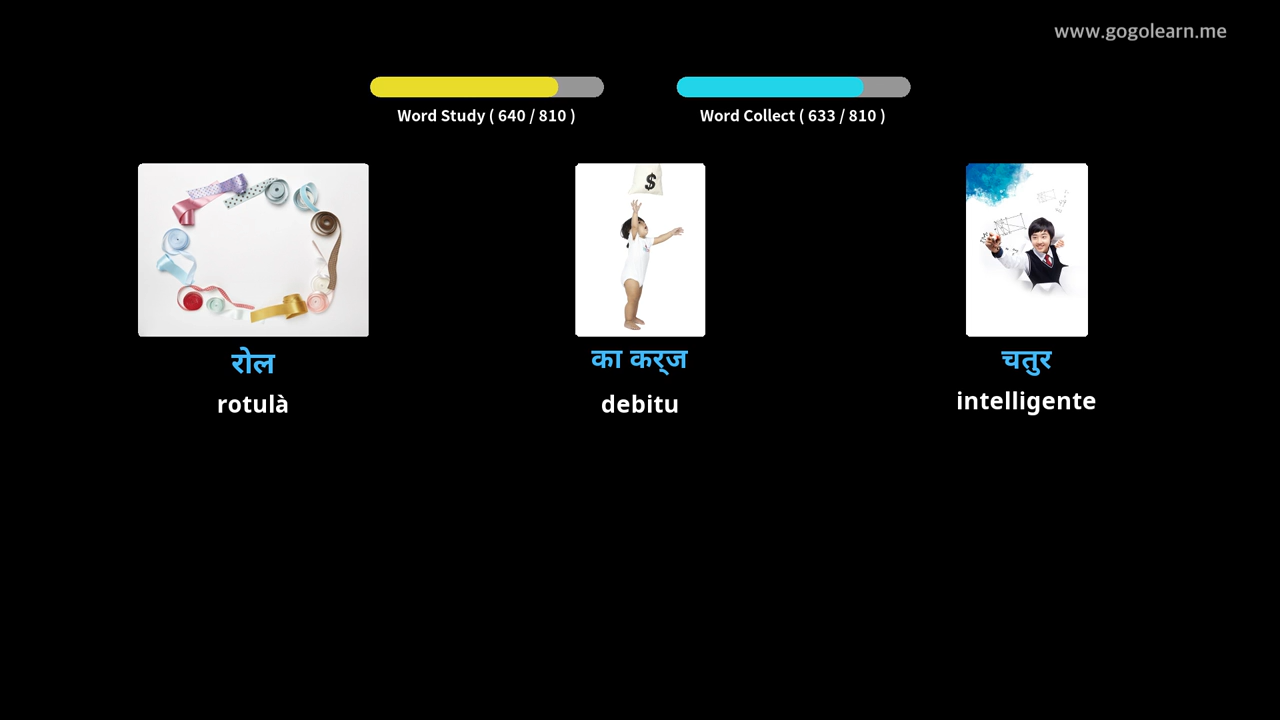 www.gogolearn.me
Word Study ( 640 / 810 )
Word Collect ( 633 / 810 )
$
रोल
का कर्ज
चतुर
rotulà
debitu
intelligente